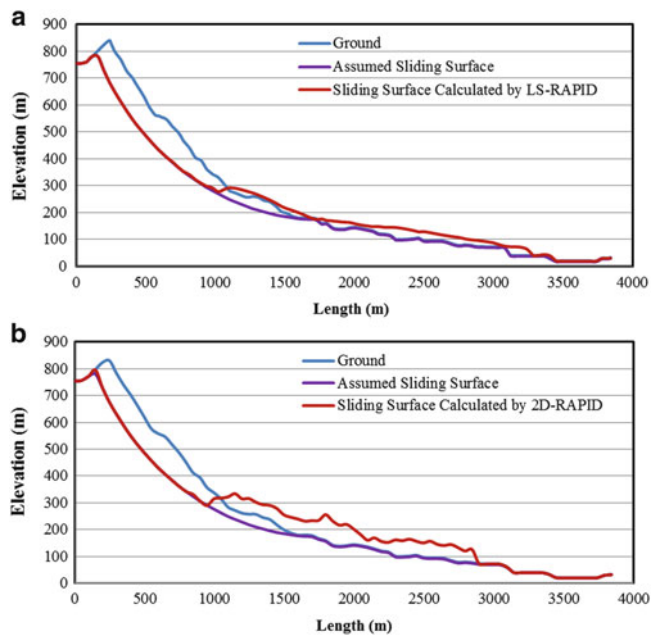 a
900
800
700
600
500
400
300
200
100
0
Elevation (m)
Ground
Assumed Sliding Surface
Sliding Surface Calculated by LS-RAPID
0 500 1000 1500 2000 2500 3000 3500 4000
Length (m)
b
900
800
700
600
500
400
300
200
100
0
Elevation (m)
Ground
Assumed Sliding Surface
Sliding Surface Calculated by 2D-RAPID
0 500 1000 1500 2000 2500 3000 3500 4000
Length (m)